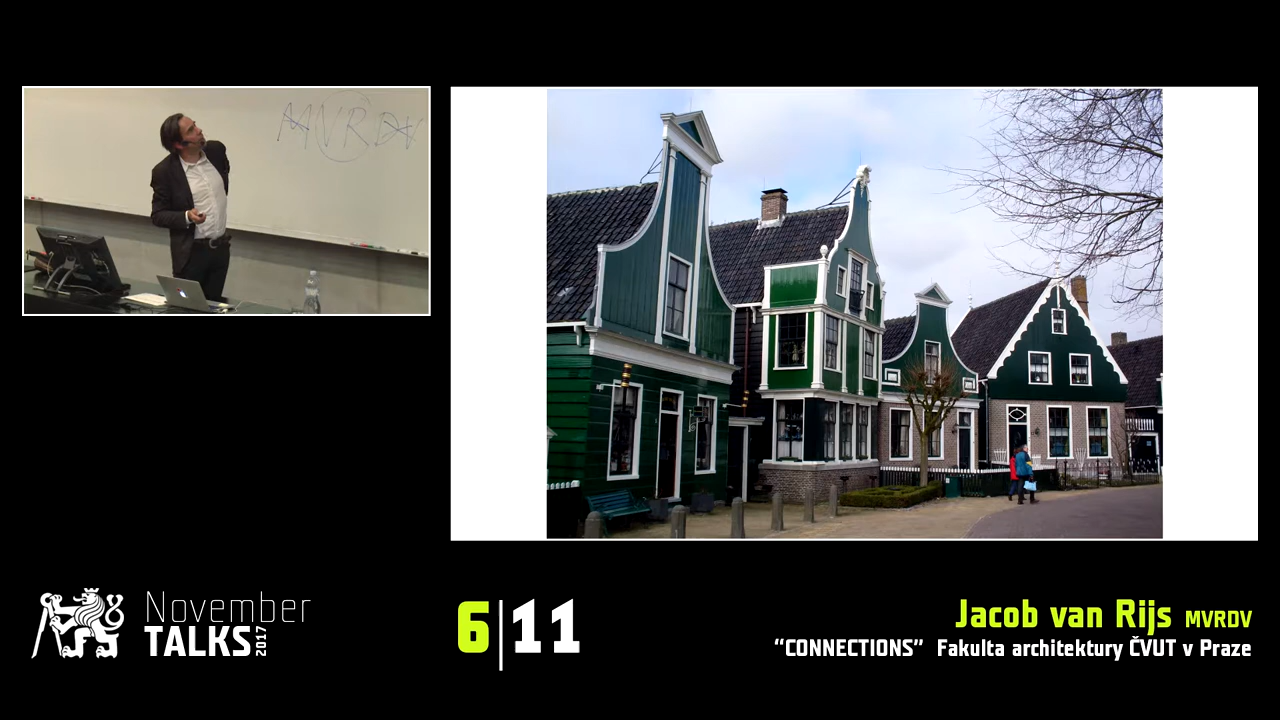 MVRDV
November
TALKS 2017
6|11
Jacob van Rijs MVRDV
“CONNECTIONS” Fakulta architektury ČVUT v Praze